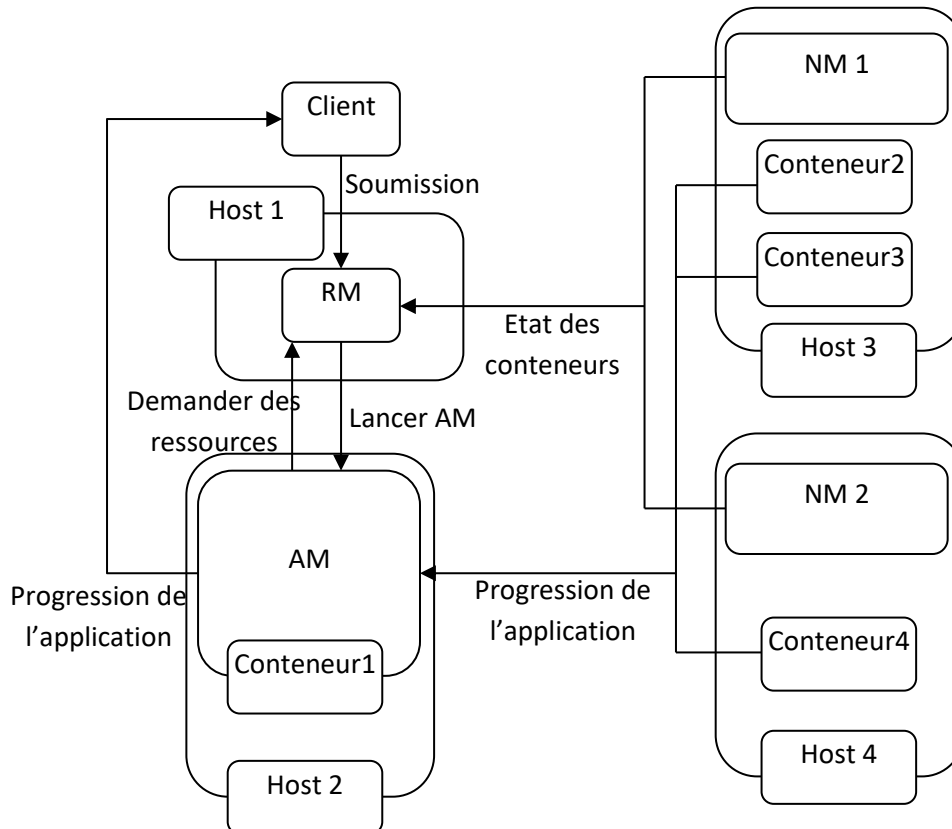 NM 1
Client
Conteneur2
Soumission
Host 1
Conteneur3
RM
Etat des
conteneurs
Host 3
Demander des
ressources
Lancer AM
NM 2
AM
Progression de
l’application
Progression de
l’application
Conteneur1
Conteneur4
Host 2
Host 4